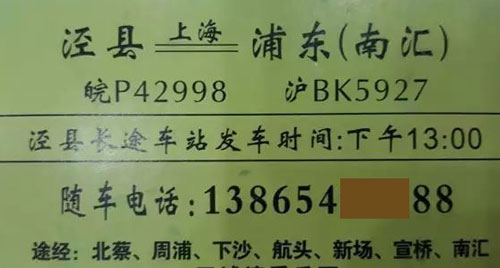 泾县 上海 浦东(南汇)
皖P42998 沪BK5927
泾县长途车站发车时间:下午13:00
随车电话:138654 88
途经:北蔡、周浦、下沙、航头、新场、宣桥、南汇